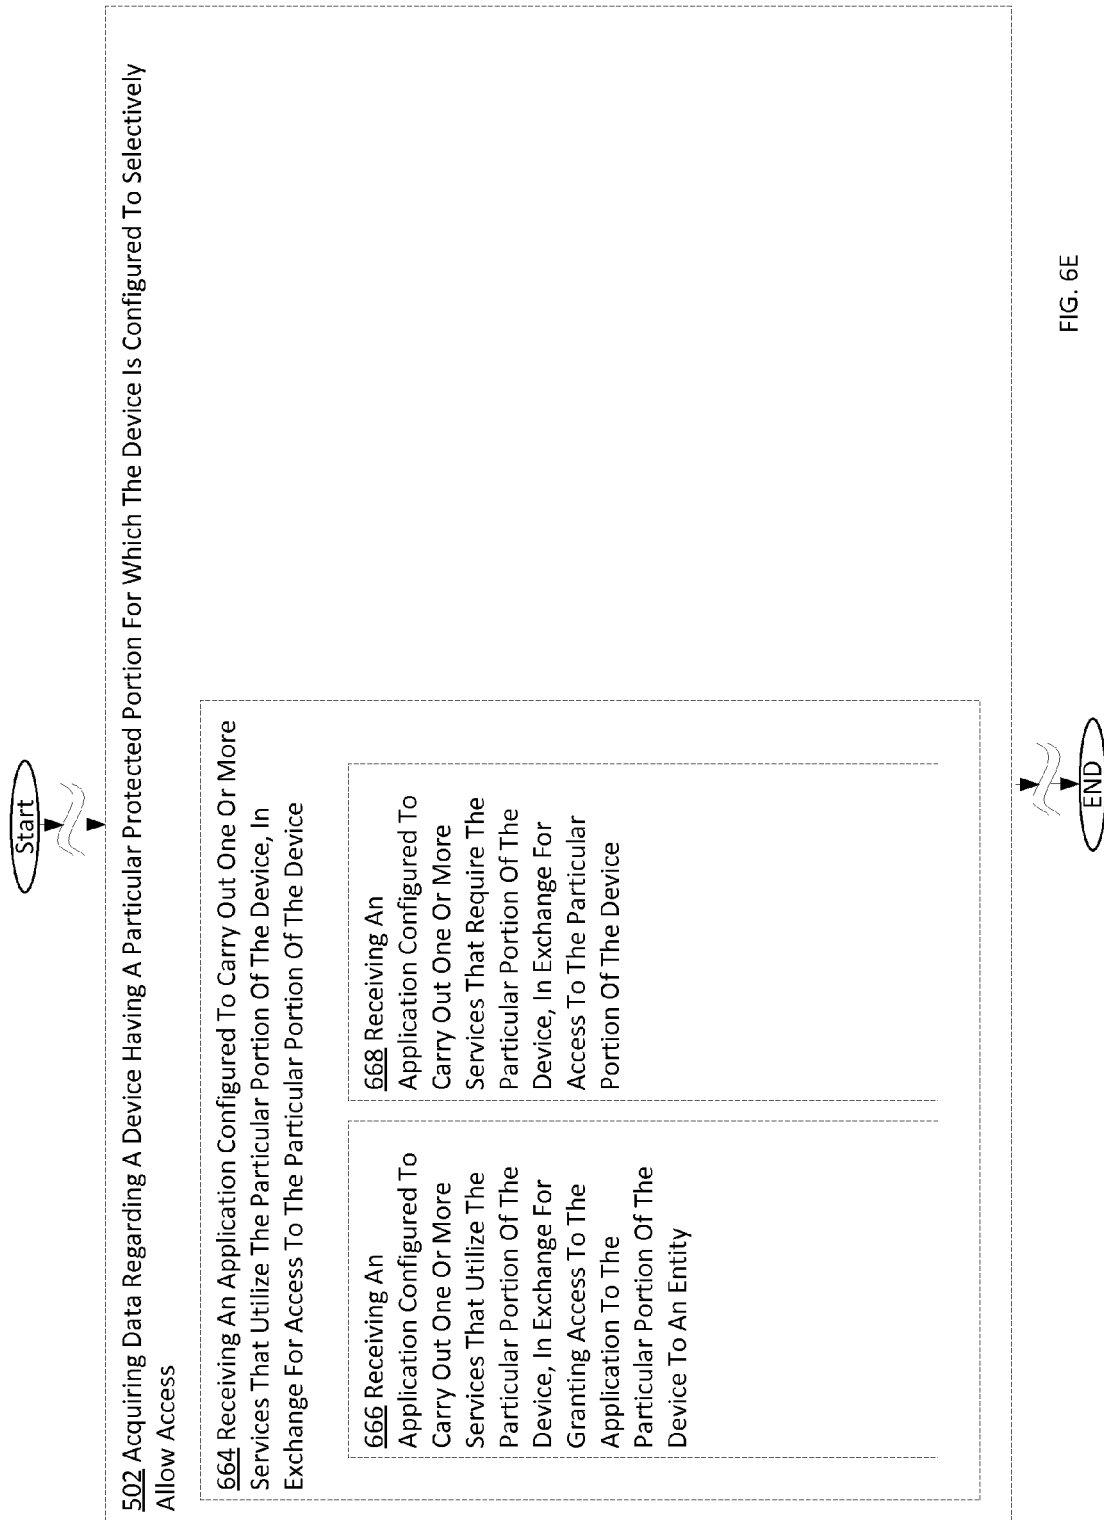 Start
502 Acquiring Data Regarding A Device Having A Particular Protected Portion For Which The Device Is Configured To Selectively
Allow Access
664 Receiving An Application Configured To Carry Out One Or More
Services That Utilize The Particular Portion Of The Device, In
Exchange For Access To The Particular Portion Of The Device
666 Receiving An
Application Configured To
Carry Out One Or More
Services That Utilize The
Particular Portion Of The
Device, In Exchange For
Granting Access To The
Application To The
Particular Portion Of The
Device To An Entity
668 Receiving An
Application Configured To
Carry Out One Or More
Services That Require The
Particular Portion Of The
Device, In Exchange For
Access To The Particular
Portion Of The Device
END
FIG. 6E